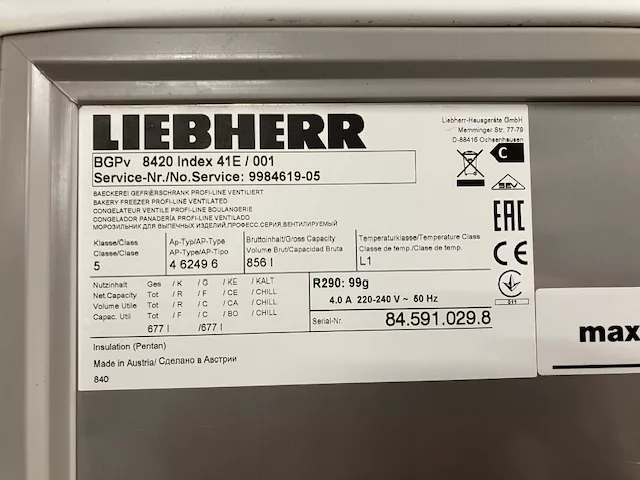 LIEBHERR
Liebherr-Hausgeräte GmbH
Memminger Str. 77-79
D-88416 Ochsenhausen
BGPv 8420 Index 41E / 001
Service-Nr./No.Service: 9984619-05
C
SEV
BAECKEREI GEFRIERSCHRANK PROFI-LINE VENTILIERT
BAKERY FREEZER PROFI-LINE VENTILATED
CONGELATEUR VENTILE PROFI-LINE BOULANGERIE
CONGELADOR PANADERÍA PROFI-LINE VENTILADO
МОРОЗИЛЬНИК ДЛЯ ВЫПЕЧНЫХ ИЗДЕЛИЙ,ПРОФЕСС СЕРИЯ,ВЕНТИЛИРУЕМЫЙ
EAC
Klasse/Class Ap-Typ/AP-Type Bruttoinhalt/Gross Capacity Temperaturklasse/Temperature Class
Classe/Clase AP-Type/AP-Tipo Volume Brut/Capacidad Bruta Classe de temp./Clase de temp.
5 4 6249 6 856 l L1
CE
Nutzinhalt Ges / K / G / KE / KALT
Net.Capacity Tot / R / F / CE / CHILL
Volume Utile Tot / R / C / CA / CHILL
Capac. Util Tot / F / C / BO / CHILL
677 l /677 l
R290: 99g
4.0 A 220-240 V ~ 50 Hz
Serial-Nr. 84.591.029.8
011
max
Insulation (Pentan)
Made in Austria/ Сделано в Австрии
840